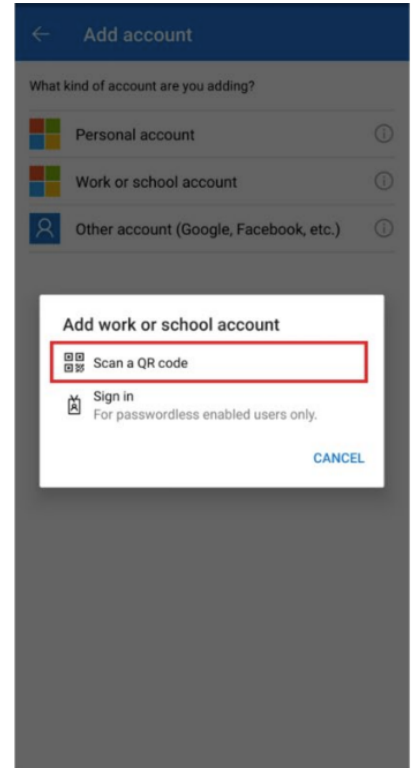 Add account
What kind of account are you adding?
Personal account
Work or school account
Other account (Google, Facebook, etc.)
Add work or school account
Scan a QR code
Sign in
For passwordless enabled users only.
CANCEL